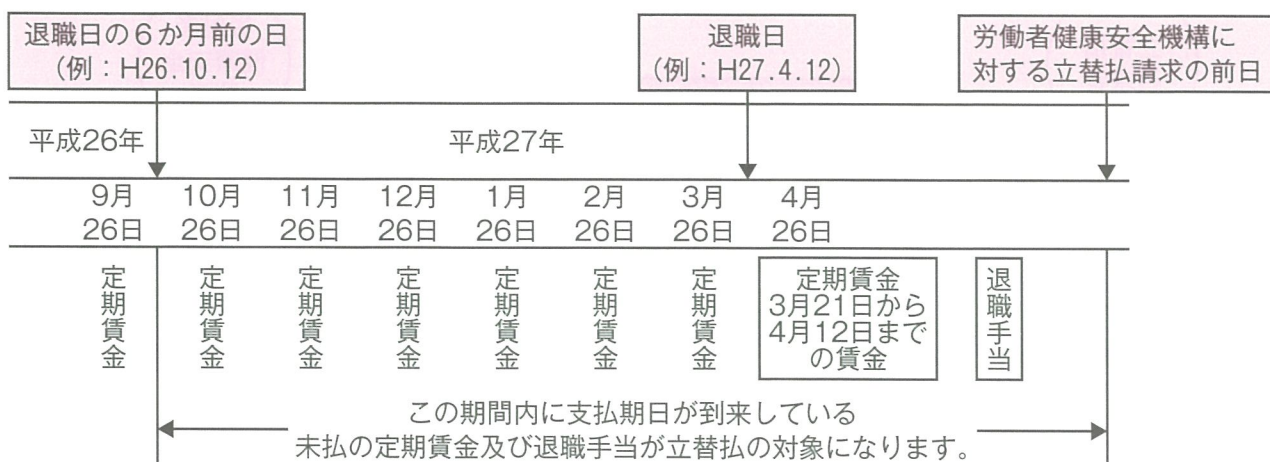 退職日の6か月前の日
(例:H26.10.12)
退職日
(例:H27.4.12)
労働者健康安全機構に
対する立替払請求の前日
平成26年
平成27年
9月 10月 11月 12月 1月 2月 3月 4月
26日 26日 26日 26日 26日 26日 26日 26日
定期賃金
定期賃金
定期賃金
定期賃金
定期賃金
定期賃金
定期賃金
定期賃金
3月21日から
4月12日まで
の賃金
退職手当
この期間内に支払期日が到来している
未払の定期賃金及び退職手当が立替払の対象になります。